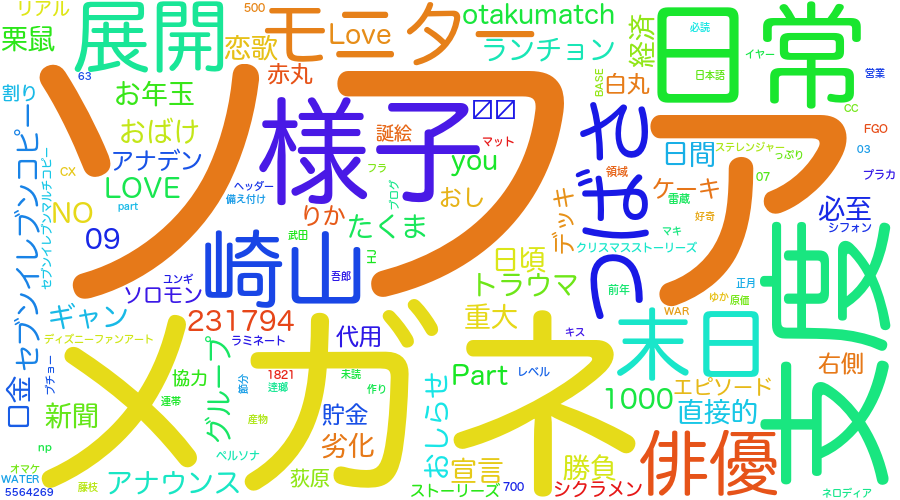 リアル
500
モニタ
otakumatch
日常
必読
栗鼠
展開
恋歌
Love
ランチョン
経済
イヤー
日本語
営業
63
赤丸
BASE
白丸
割り
お年玉
ソファ
CC
FGO
様子
誕絵
マット
つばさ
おばけ
ステレンジャー
03
アナデン
you
日間
っぷり
CX
フラ
領域
07
プラカ
LOVE
ヘッダー
ブログ
おし
デッキ
ケーキ
雷蔵
セブンイレブンコピー
セブンイレブンマルチコピー
part
備え付け
NO
りか
たくま
好奇
必至
09
崎山
武田
HJ
マキ
シフォン
クリスマスストーリーズ
支度
吾郎
日頃
ユンギ
トラウマ
ソロモン
前年
正月
ゆか
原価
ギャン
231794
重大
WAR
メガネ
ディズニーファンアート
ラミネート
代用
キス
末日
プチョー
グループ
1821
未読
Part
レベル
右側
口金
協力
節分
達瑯
作り
エピソード
1000
新聞
運帯
貯金
おしらせ
直接的
産物
劣化
俳優
np
ペルソナ
オマケ
宣言
勝負
WATER
アナウンス
荻原
5564269
藤枝
ストーリーズ
700
シクラメン
ネロディア